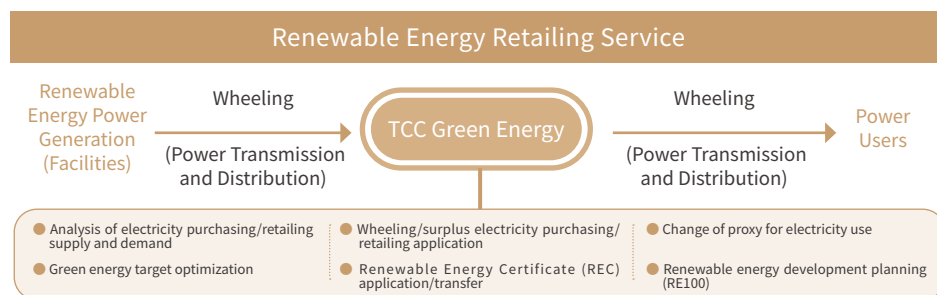 Renewable Energy Retailing Service
Renewable
Energy Power
Generation
(Facilities)
Wheeling
(Power Transmission
and Distribution)
TCC Green Energy
Wheeling
(Power Transmission
and Distribution)
Power
Users
Analysis of electricity purchasing/retailing
supply and demand
Green energy target optimization
Wheeling/surplus electricity purchasing/
retailing application
Renewable Energy Certificate (REC)
application/transfer
Change of proxy for electricity use
Renewable energy development planning
(RE100)